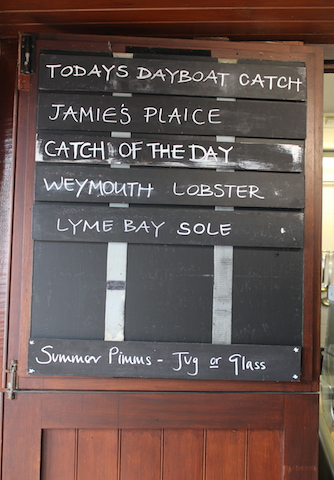 TODAYS DAYBOAT CATCH
JAMIE'S PLAICE
CATCH OF THE DAY
WEYMOUTH LOBSTER
LYME BAY SOLE
Summer Pimms - Jug or Glass